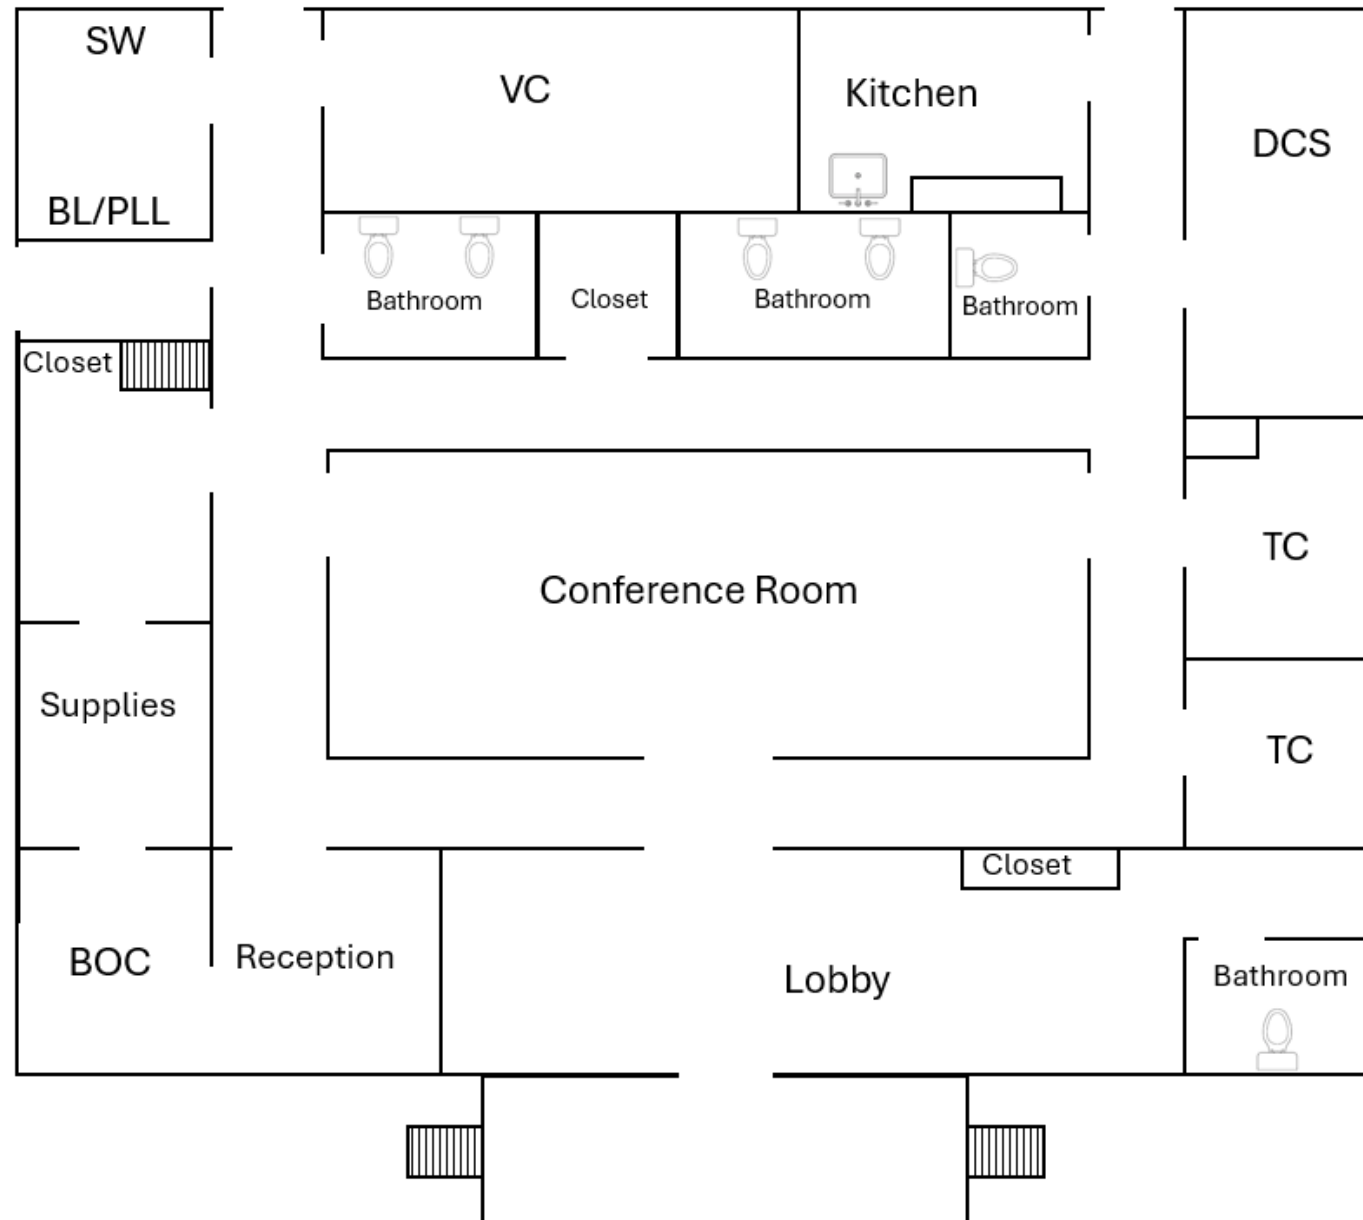 SW
VC
Kitchen
DCS
BL/PLL
Bathroom
Closet
Bathroom
Bathroom
Closet
TC
Conference Room
Supplies
TC
Closet
BOC
Reception
Lobby
Bathroom